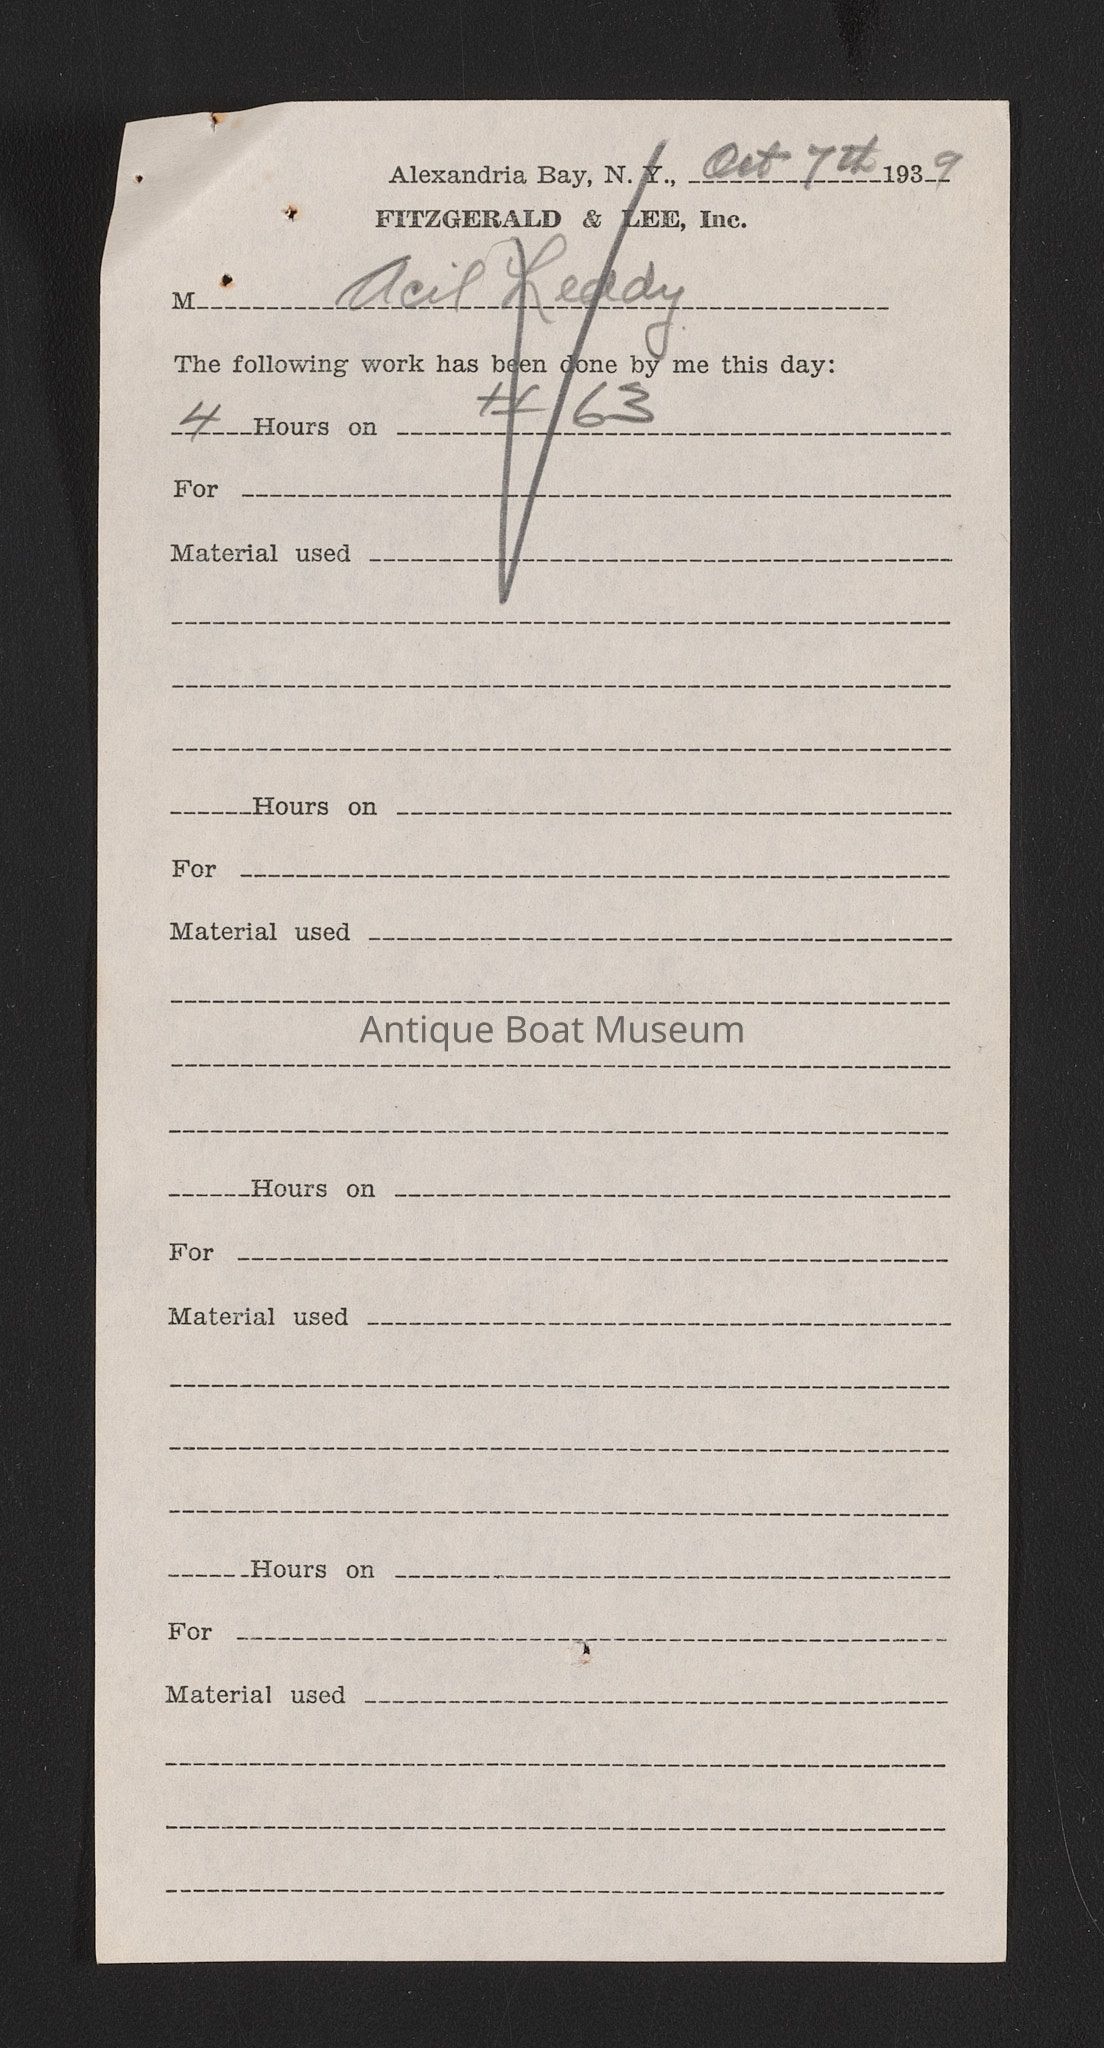 Alexandria Bay, N. Y., Oct 7th 1939
FITZGERALD & LEE, Inc.
M Acil Leddy
The following work has been done by me this day:
4 Hours on # 63
For
Material used
Hours on
For
Material used
Antique Boat Museum
Hours on
For
Material used
Hours on
For
Material used